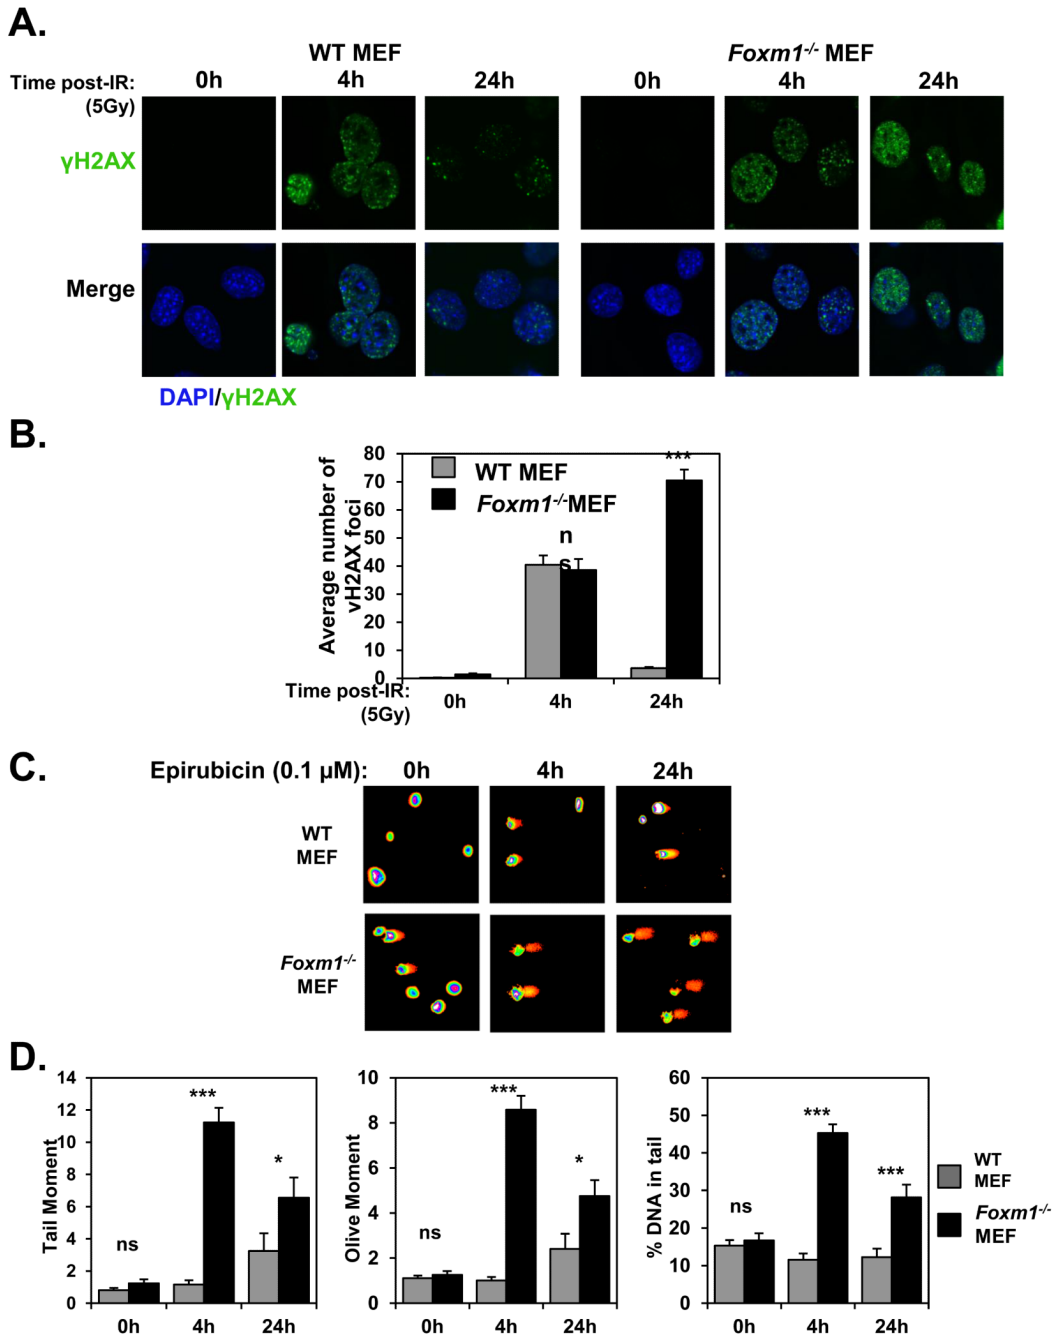 A.
WT MEF
Foxm1-/- MEF
Time post-IR:
(5Gy)
0h
4h
24h
0h
4h
24h
γH2AX
Merge
DAPI/γH2AX
B.
Average number of
γH2AX foci
80
70
60
50
40
30
20
10
0
WT MEF
Foxm1-/-MEF
n
s
***
Time post-IR:
(5Gy)
0h
4h
24h
C.
Epirubicin (0.1 µM):
0h
4h
24h
WT
MEF
Foxm1-/-
MEF
D.
Tail Moment
14
12
10
8
6
4
2
0
ns
***
*
0h
4h
24h
Olive Moment
10
8
6
4
2
0
ns
***
*
0h
4h
24h
% DNA in tail
60
50
40
30
20
10
0
ns
***
***
0h
4h
24h
WT
MEF
Foxm1-/-
MEF